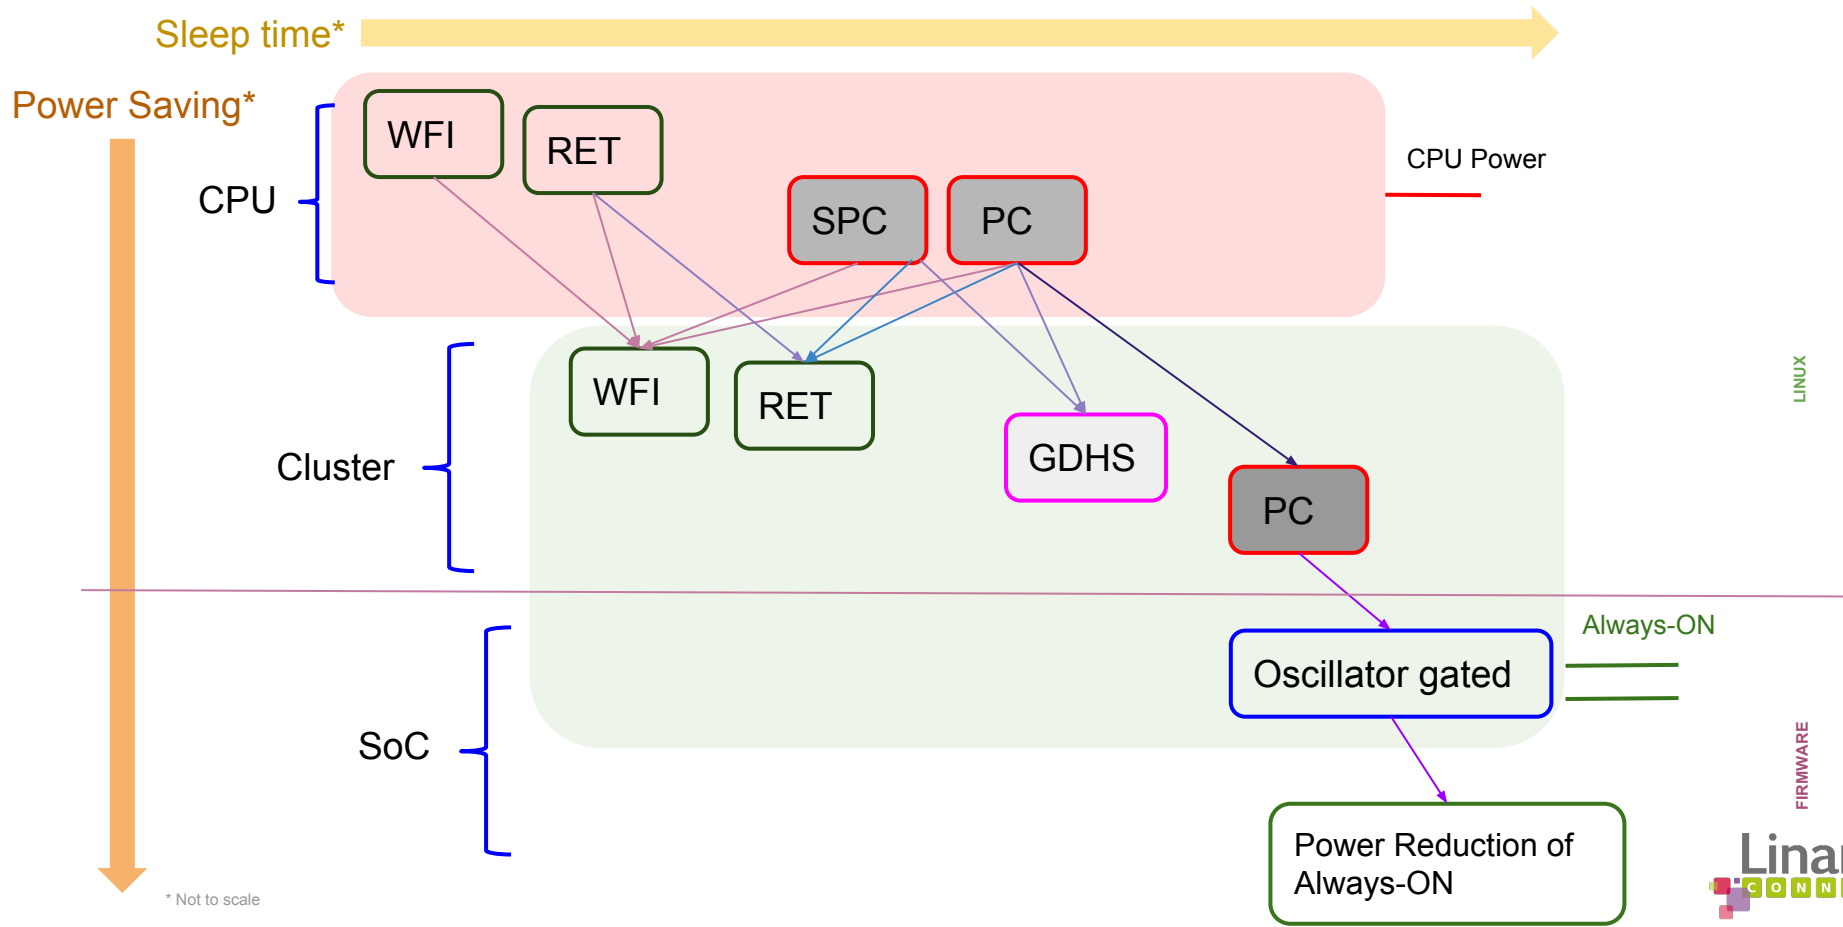 Sleep time*
Power Saving*
CPU
WFI
RET
SPC
PC
CPU Power
Cluster
WFI
RET
GDHS
PC
LINUX
SoC
Oscillator gated
Always-ON
Power Reduction of
Always-ON
FIRMWARE
* Not to scale